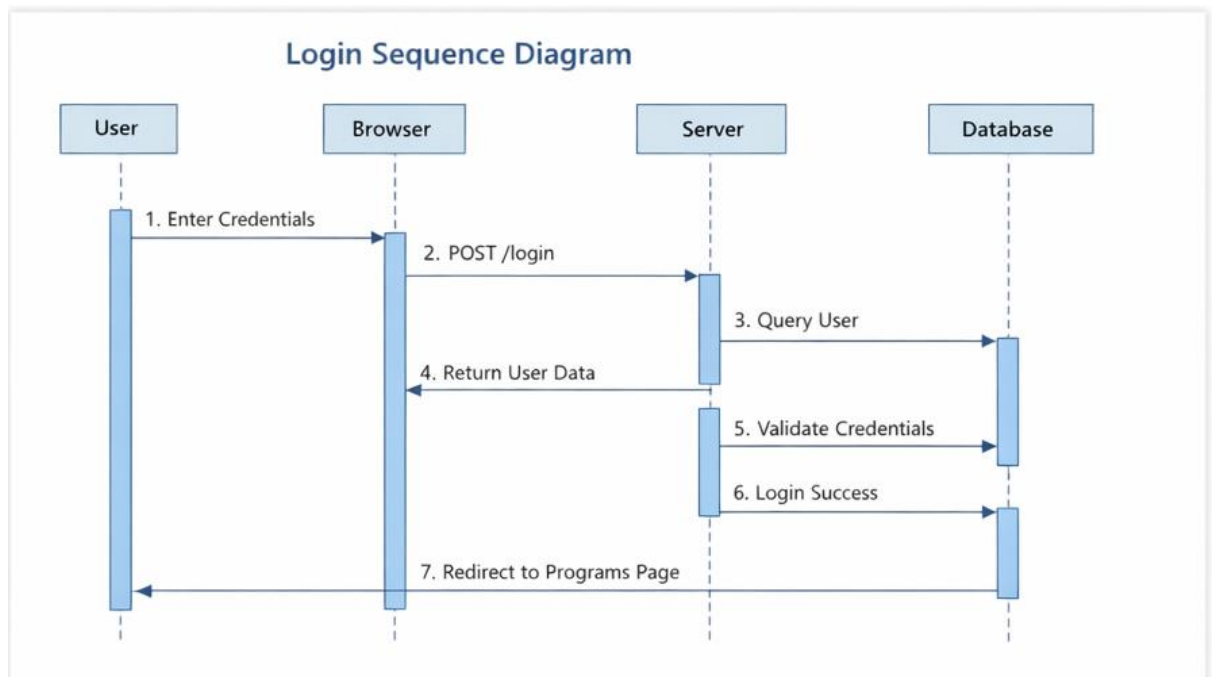 Login Sequence Diagram
User
Browser
Server
Database
1. Enter Credentials
2. POST /login
3. Query User
4. Return User Data
5. Validate Credentials
6. Login Success
7. Redirect to Programs Page